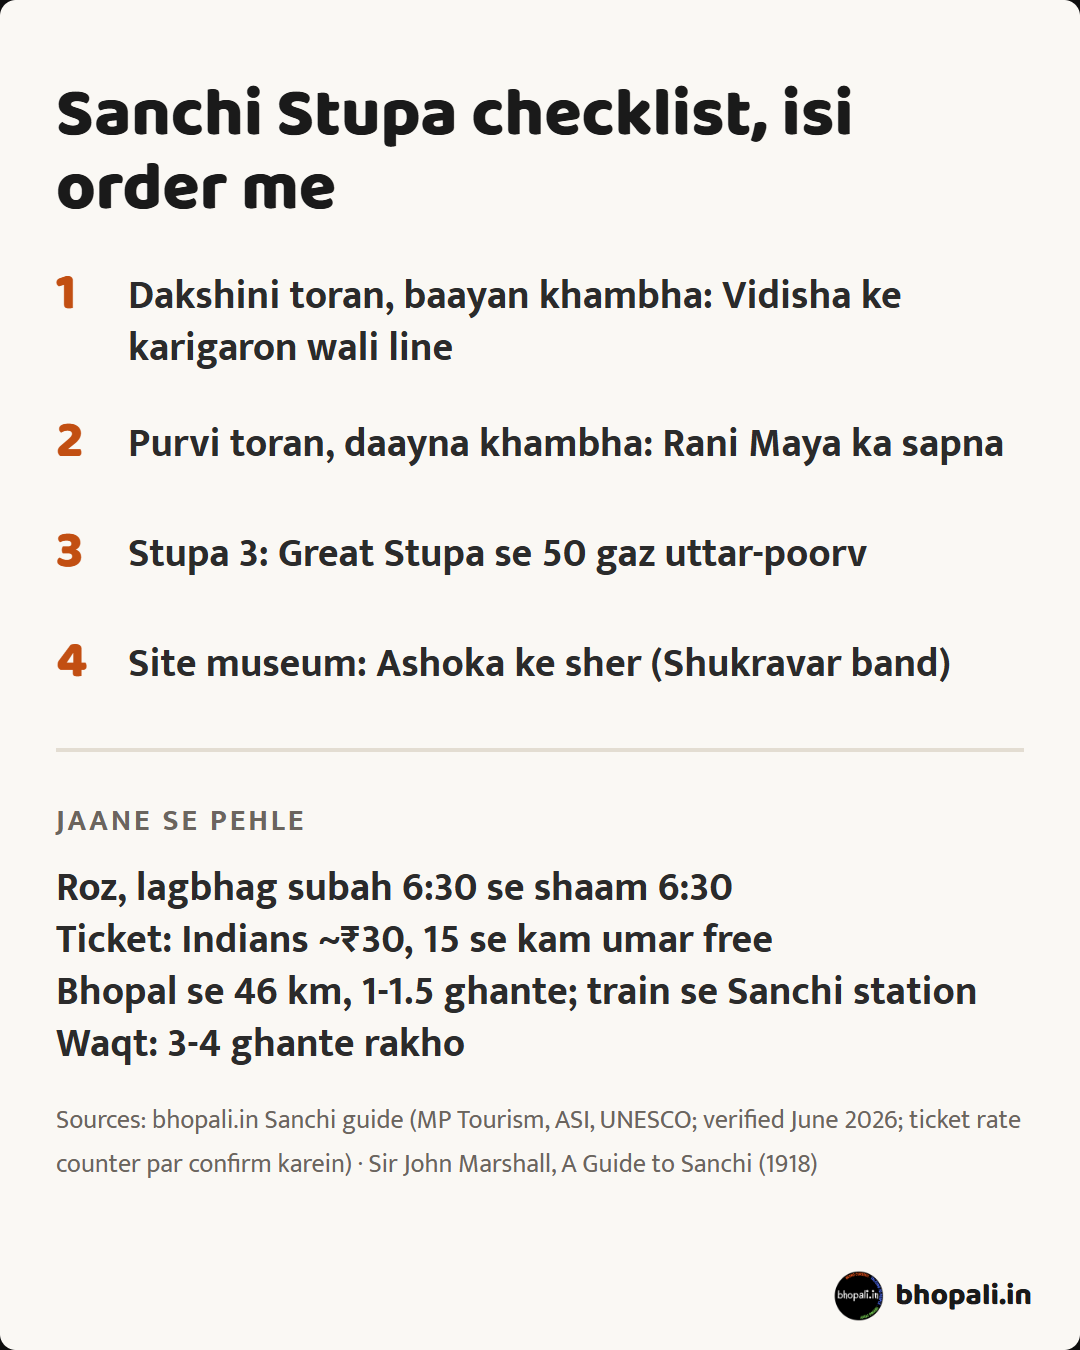 Sanchi Stupa checklist, isi
order me
1 Dakshini toran, baayan khambha: Vidisha ke
karigaron wali line
2 Purvi toran, daayna khambha: Rani Maya ka sapna
3 Stupa 3: Great Stupa se 50 gaz uttar-poorv
4 Site museum: Ashoka ke sher (Shukravar band)
JAANE SE PEHLE
Roz, lagbhag subah 6:30 se shaam 6:30
Ticket: Indians ~₹30, 15 se kam umar free
Bhopal se 46 km, 1-1.5 ghante; train se Sanchi station
Waqt: 3-4 ghante rakho
Sources: bhopali.in Sanchi guide (MP Tourism, ASI, UNESCO; verified June 2026; ticket rate
counter par confirm karein) · Sir John Marshall, A Guide to Sanchi (1918)
bhopali.in bhopali.in